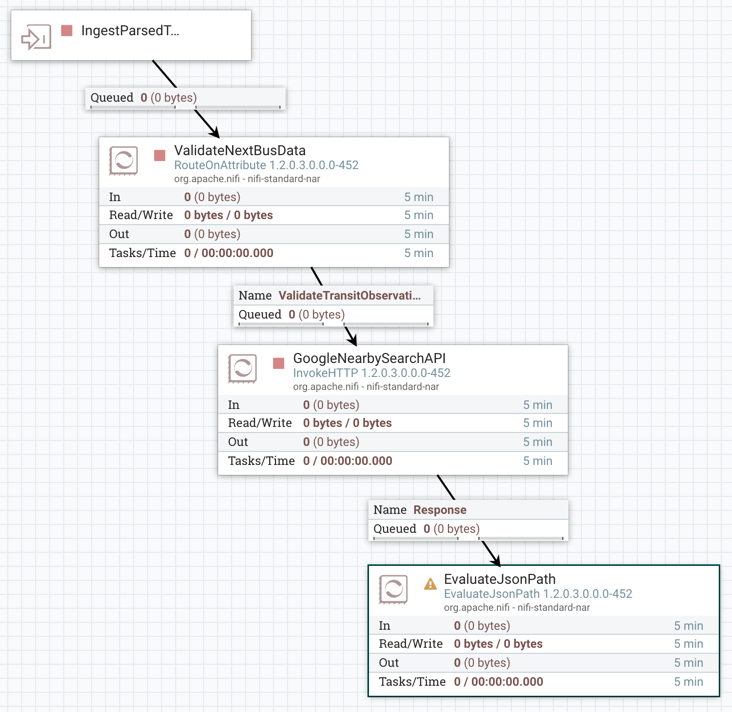 IngestParsedT...
Queued 0 (0 bytes)
ValidateNextBusData
RouteOnAttribute 1.2.0.3.0.0.0-452
org.apache.nifi - nifi-standard-nar
In 0 (0 bytes) 5 min
Read/Write 0 bytes / 0 bytes 5 min
Out 0 (0 bytes) 5 min
Tasks/Time 0 / 00:00:00.000 5 min
Name ValidateTransitObservati...
Queued 0 (0 bytes)
GoogleNearbySearchAPI
InvokeHTTP 1.2.0.3.0.0.0-452
org.apache.nifi - nifi-standard-nar
In 0 (0 bytes) 5 min
Read/Write 0 bytes / 0 bytes 5 min
Out 0 (0 bytes) 5 min
Tasks/Time 0 / 00:00:00.000 5 min
Name Response
Queued 0 (0 bytes)
EvaluateJsonPath
EvaluateJsonPath 1.2.0.3.0.0.0-452
org.apache.nifi - nifi-standard-nar
In 0 (0 bytes) 5 min
Read/Write 0 bytes / 0 bytes 5 min
Out 0 (0 bytes) 5 min
Tasks/Time 0 / 00:00:00.000 5 min